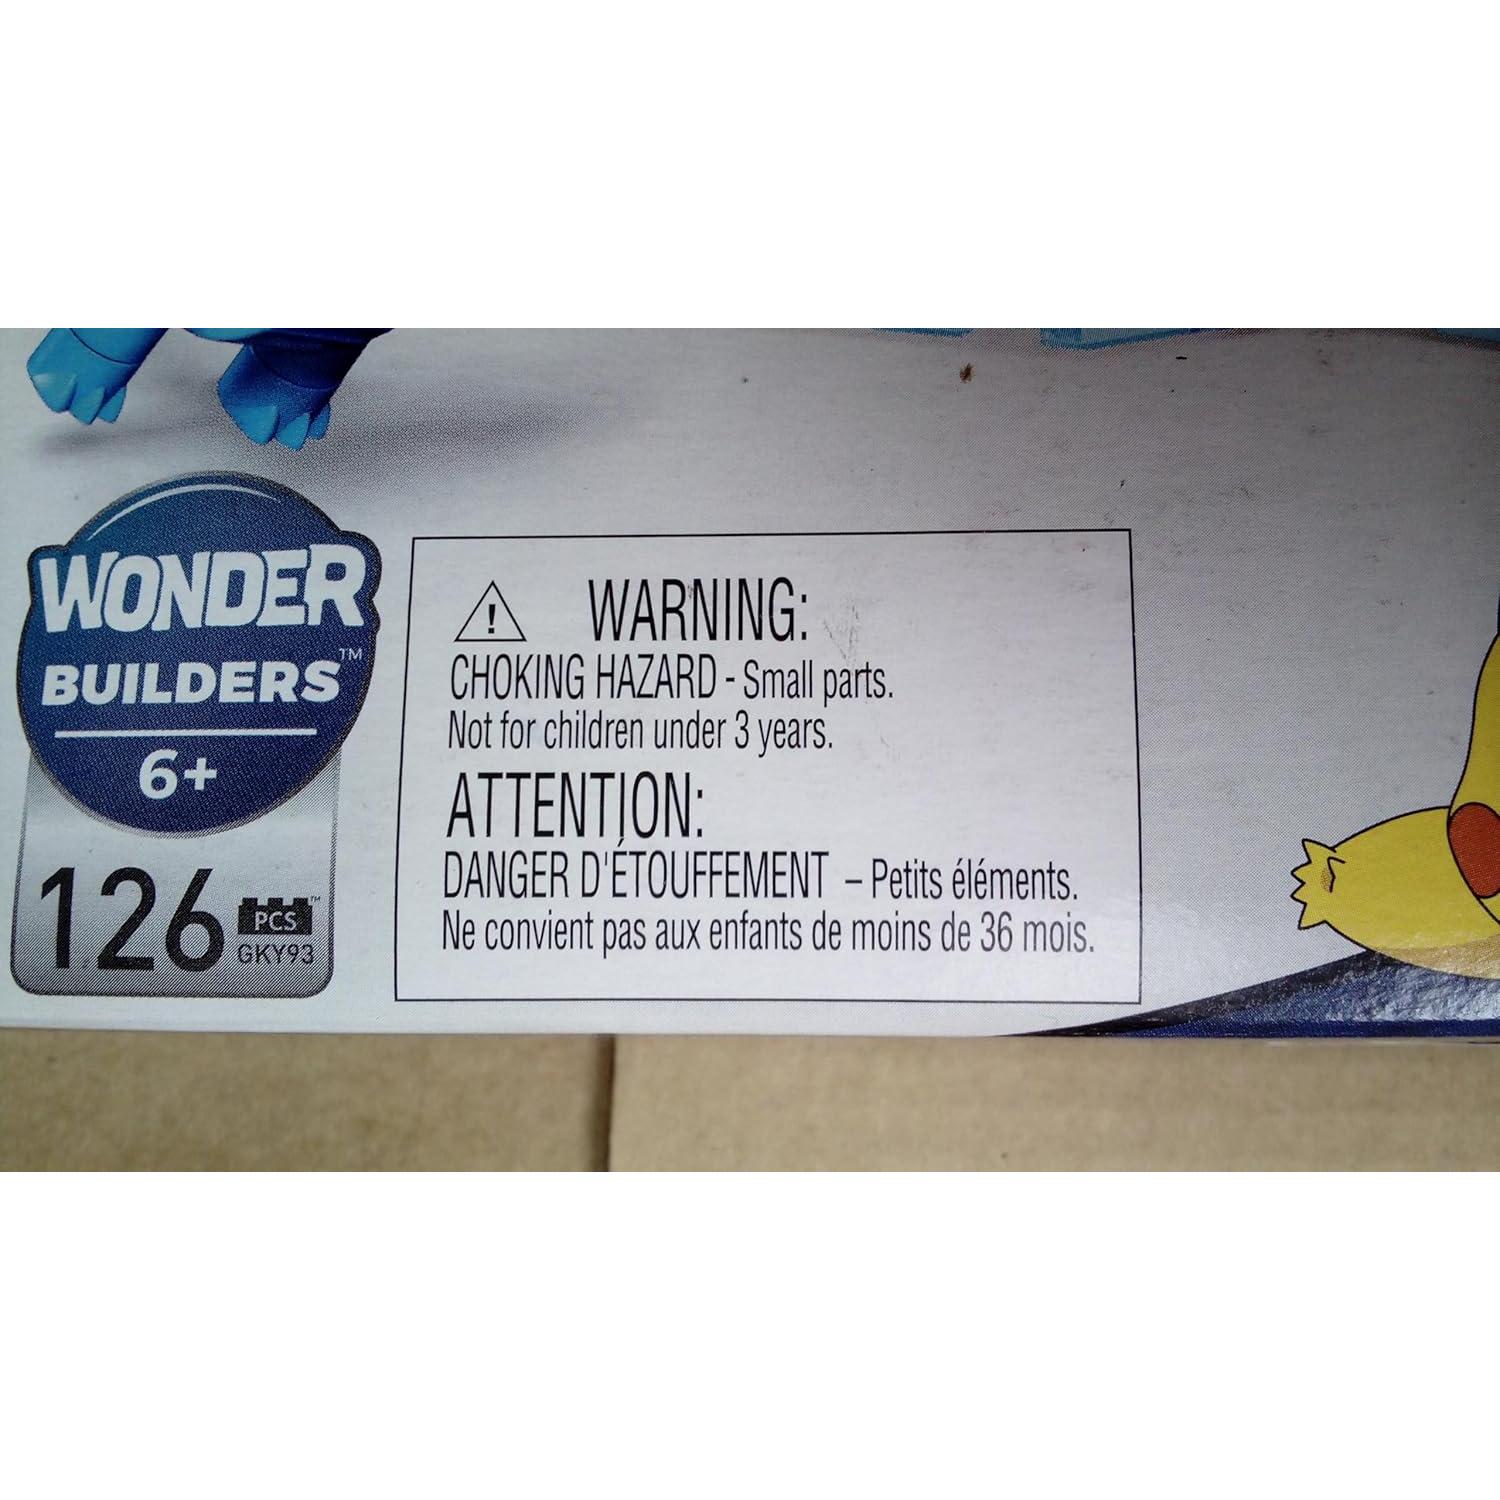 WONDER
BUILDERS™
6+
126 PCS™
GKY93
WARNING:
CHOKING HAZARD - Small parts.
Not for children under 3 years.
ATTENTION:
DANGER D'ÉTOUFFEMENT – Petits éléments.
Ne convient pas aux enfants de moins de 36 mois.